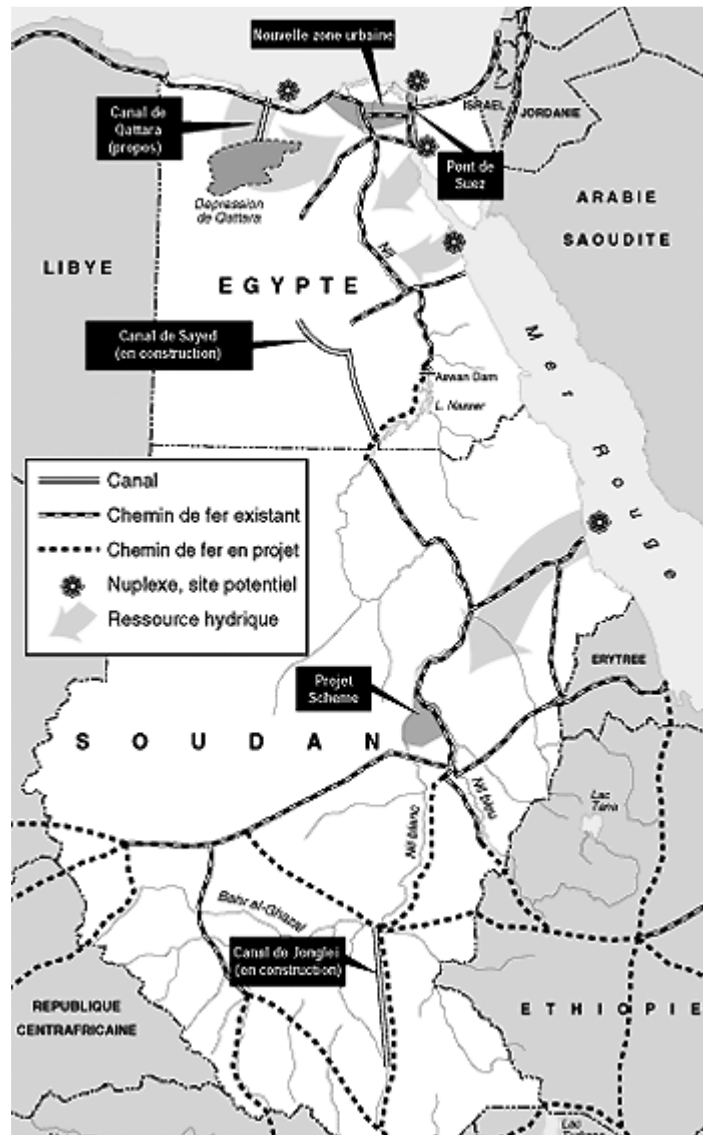 Nouvelle zone urbaine
Canal de
Qattara
(propos)
ISRAEL
JORDANIE
Pont de
Suez
Depression
de Qattara
ARABIE
SAOUDITE
LIBYE
Nil
EGYPTE
Canal de Sayed
(en construction)
Mer Rouge
Aswan Dam
L. Nasser
Canal
Chemin de fer existant
Chemin de fer en projet
Nuplexe, site potentiel
Ressource hydrique
ERYTREE
Projet
Scheme
SOUDAN
Lac
Tana
Nil bleu
Nil blanc
Bahr al-Ghazal
Canal de Jonglei
(en construction)
REPUBLIQUE
CENTRAFRICAINE
ETHIOPIE
Lac